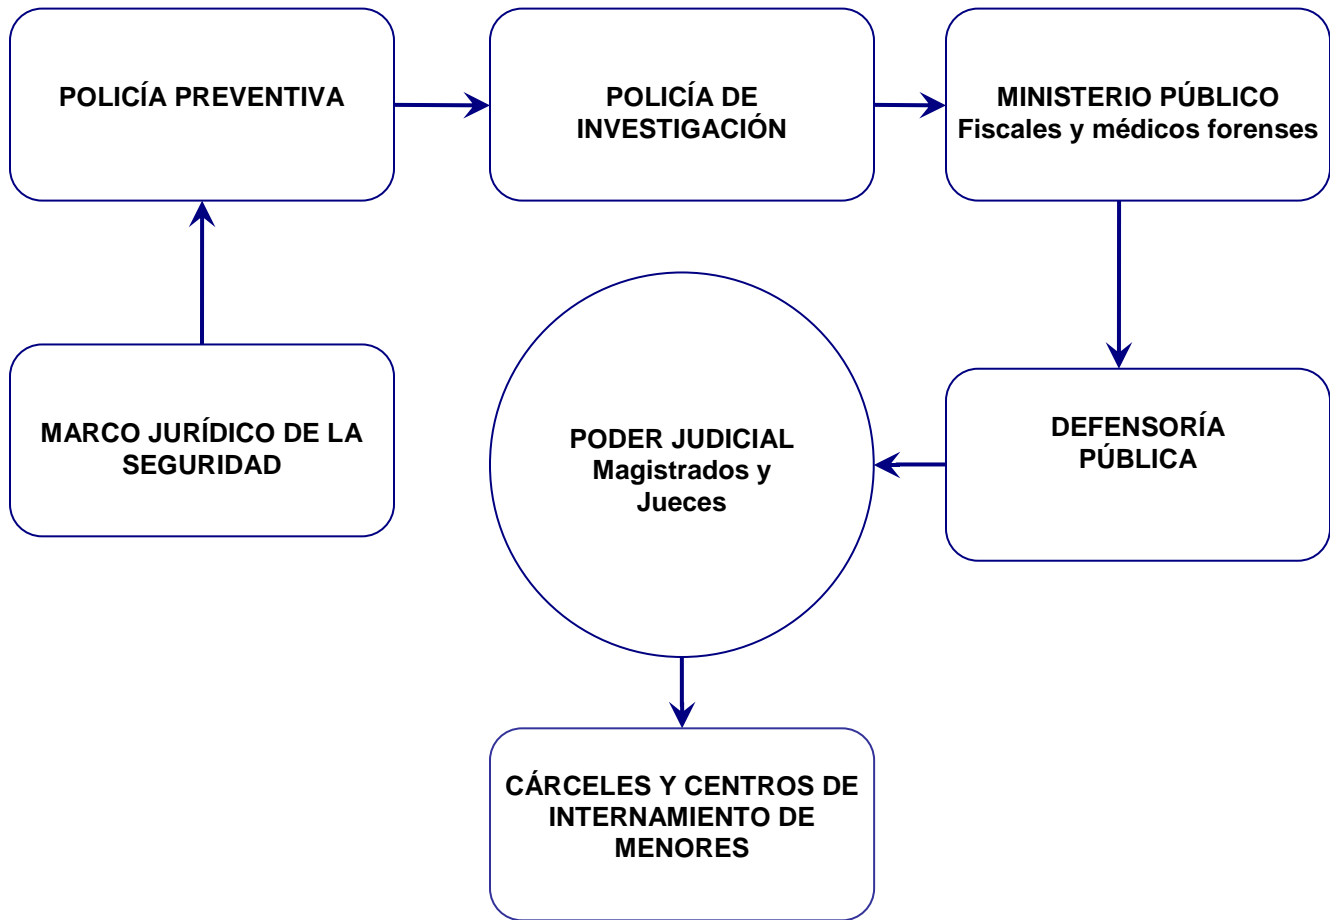 POLICÍA PREVENTIVA
POLICÍA DE
INVESTIGACIÓN
MINISTERIO PÚBLICO
Fiscales y médicos forenses
MARCO JURÍDICO DE LA
SEGURIDAD
PODER JUDICIAL
Magistrados y
Jueces
DEFENSORÍA
PÚBLICA
CÁRCELES Y CENTROS DE
INTERNAMIENTO DE
MENORES